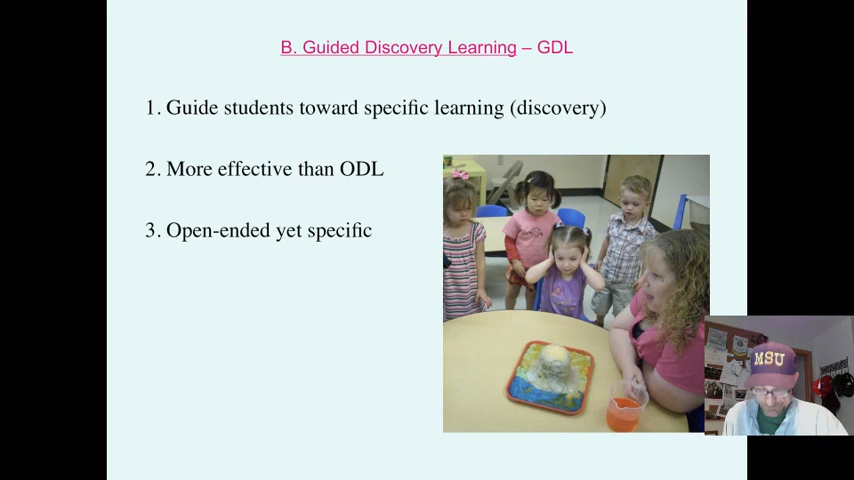 B. Guided Discovery Learning – GDL
1. Guide students toward specific learning (discovery)
2. More effective than ODL
3. Open-ended yet specific
MSU